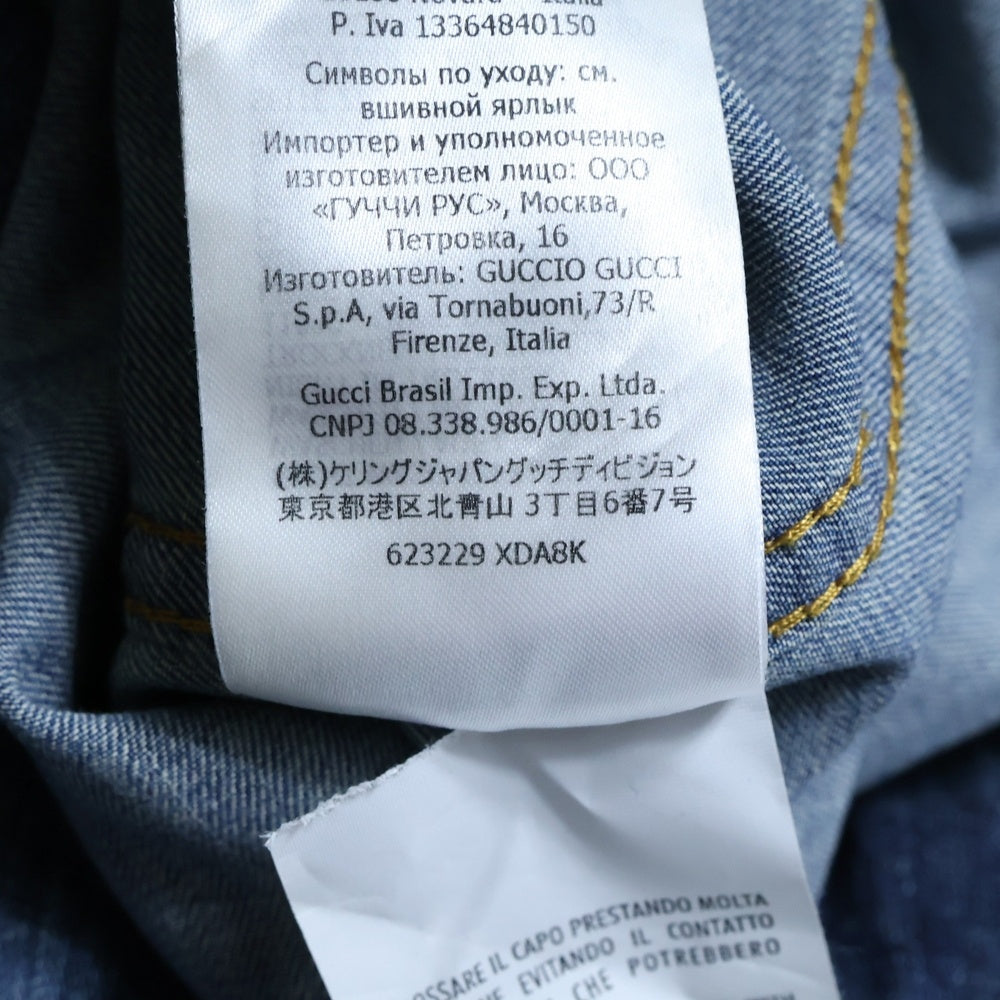 Novara Italia
P. Iva 13364840150
Символы по уходу: см.
вшивной ярлык
Импортер и уполномоченное
изготовителем лицо: ООО
«ГУЧЧИ РУС», Москва,
Петровка, 16
Изготовитель: GUCCIO GUCCI
S.p.A, via Tornabuoni,73/R
Firenze, Italia
Gucci Brasil Imp. Exp. Ltda.
CNPJ 08.338.986/0001-16
(株)ケリングジャパングッチディビジョン
東京都港区北青山 3丁目6番7号
623229 XDA8K
OSSARE IL CAPO PRESTANDO MOLTA
EVITANDO IL CONTATTO
CHE POTREBBERO